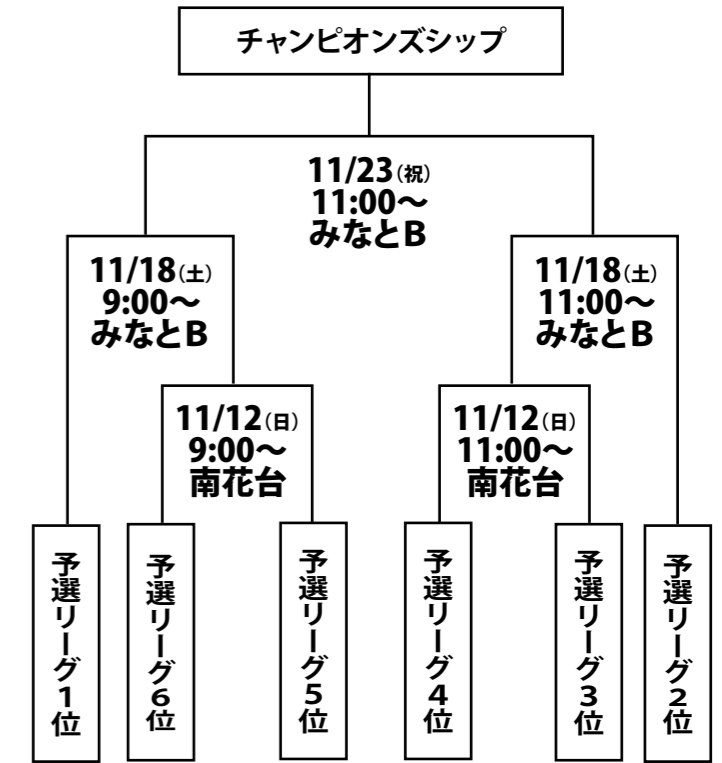 チャンピオンズシップ
11/23(祝)
11:00〜
みなとB
11/18(土)
9:00〜
みなとB
11/18(土)
11:00〜
みなとB
11/12(日)
9:00〜
南花台
11/12(日)
11:00〜
南花台
予選リーグ1位
予選リーグ6位
予選リーグ5位
予選リーグ4位
予選リーグ3位
予選リーグ2位